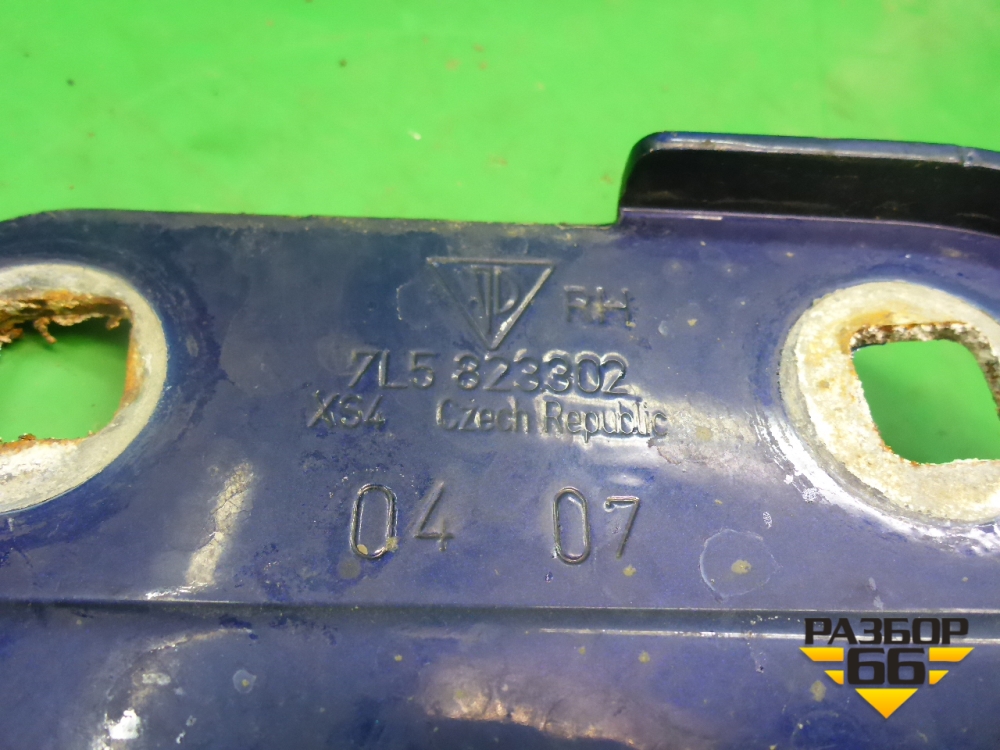 RH
7L5 823302
XS4 Czech Republic
04 07
РАЗБОР
66